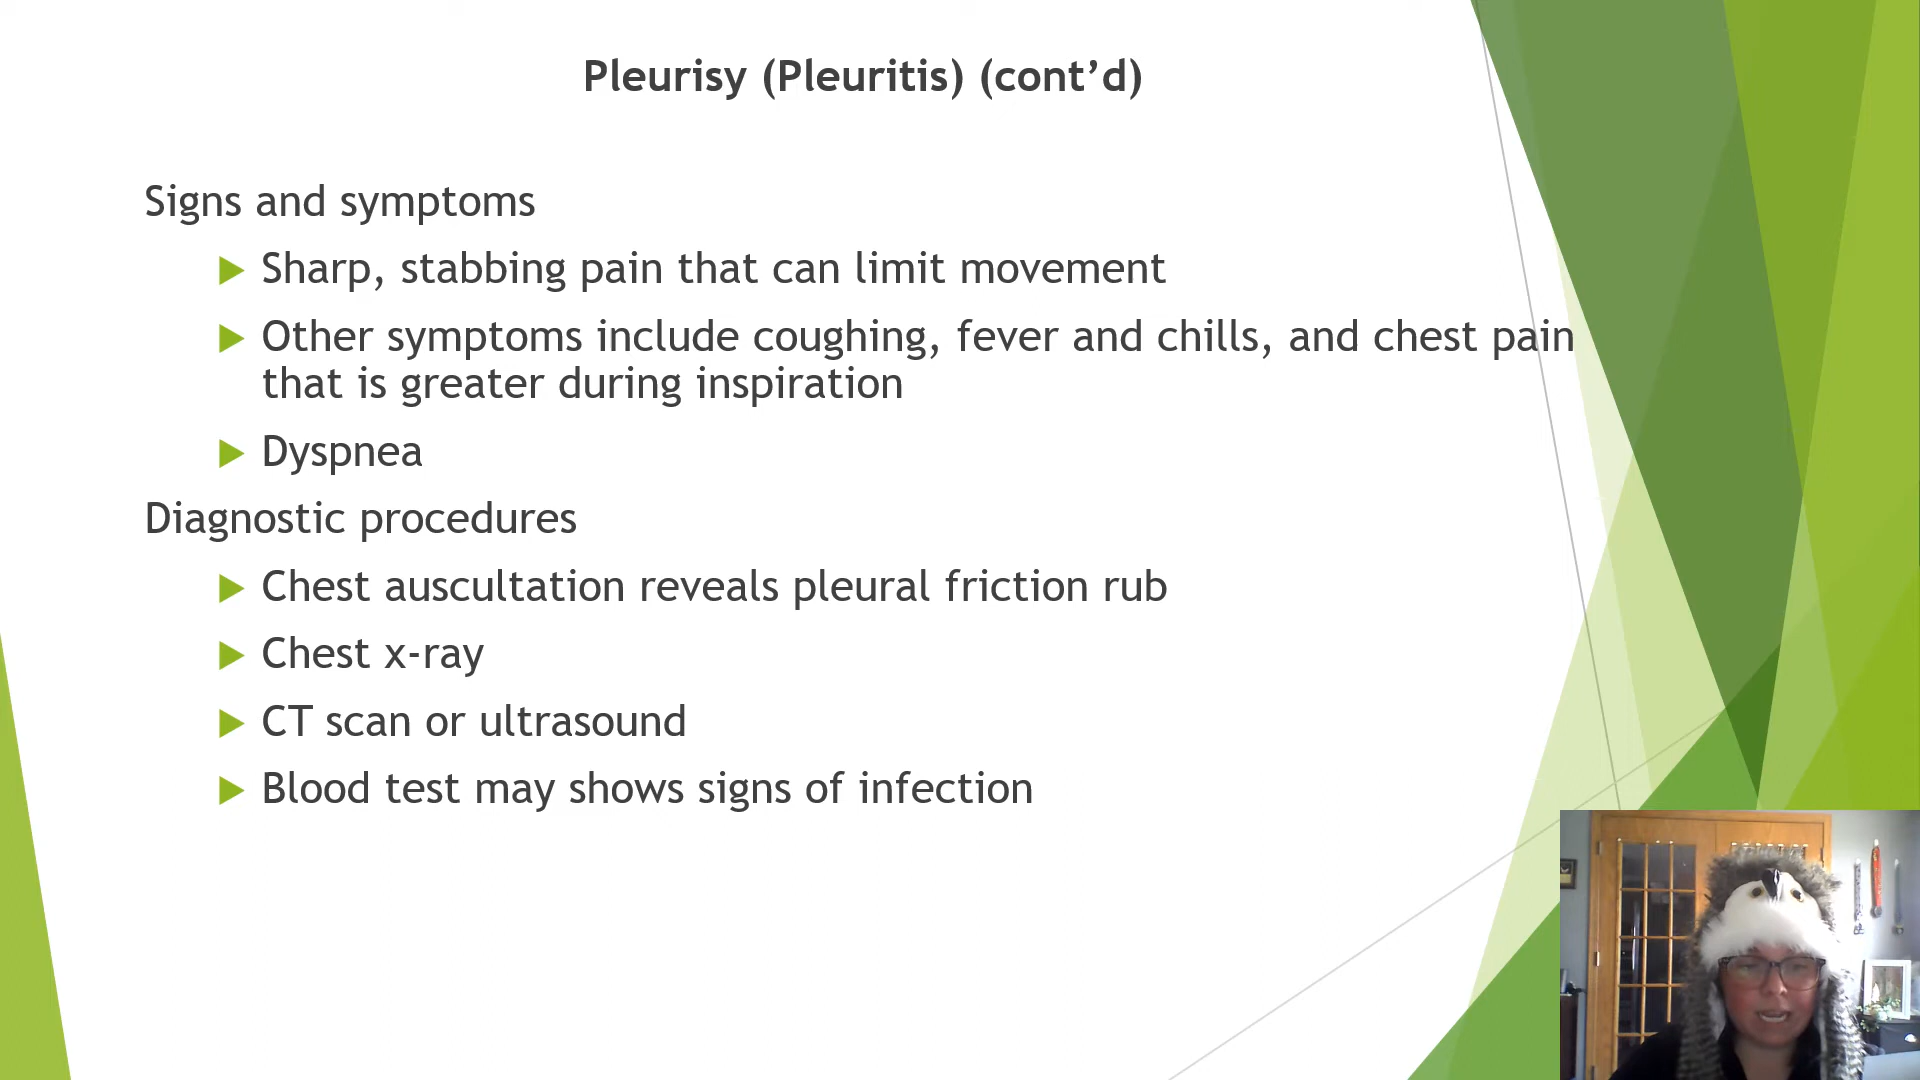 Pleurisy (Pleuritis) (cont’d)
Signs and symptoms
Sharp, stabbing pain that can limit movement
Other symptoms include coughing, fever and chills, and chest pain
that is greater during inspiration
Dyspnea
Diagnostic procedures
Chest auscultation reveals pleural friction rub
Chest x-ray
CT scan or ultrasound
Blood test may shows signs of infection